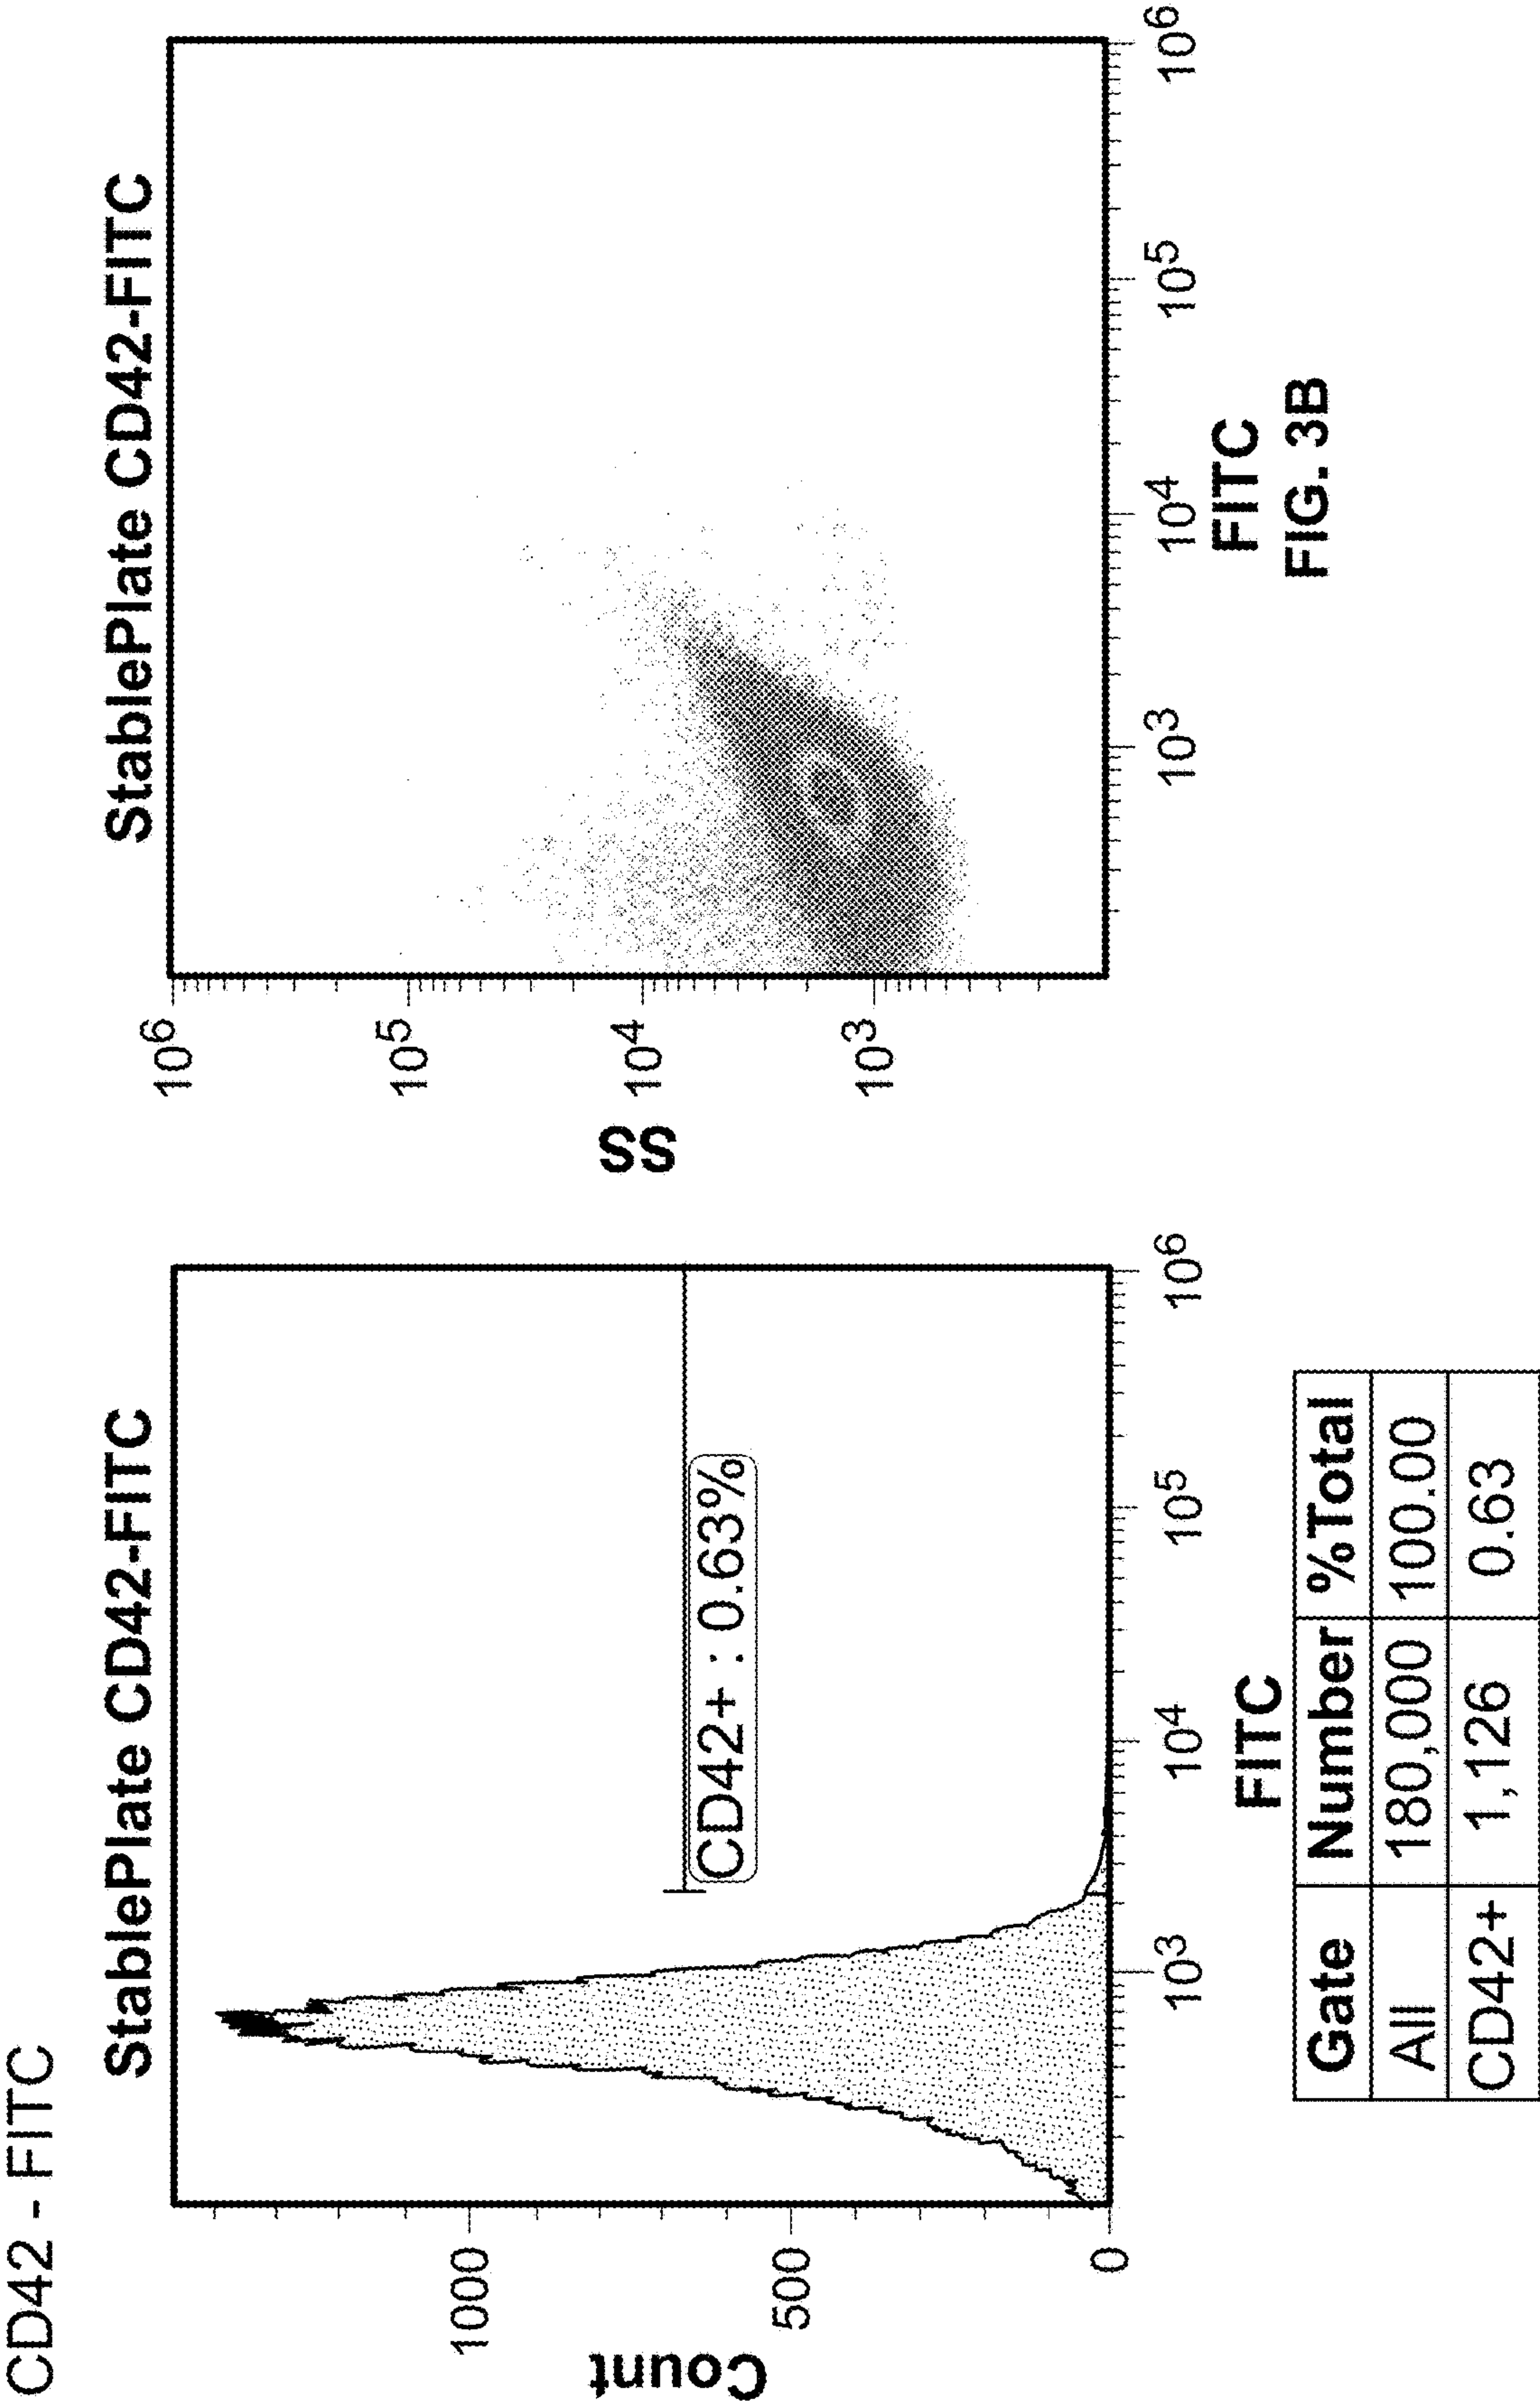 CD42 - FITC
StablePlate CD42-FITC
Count
1000
500
0
CD42+ : 0.63%
10³ 10⁴ 10⁵ 10⁶
FITC
Gate Number %Total
All 180,000 100.00
CD42+ 1,126 0.63
StablePlate CD42-FITC
SS
10⁶
10⁵
10⁴
10³
10³ 10⁴ 10⁵ 10⁶
FITC
FIG. 3B